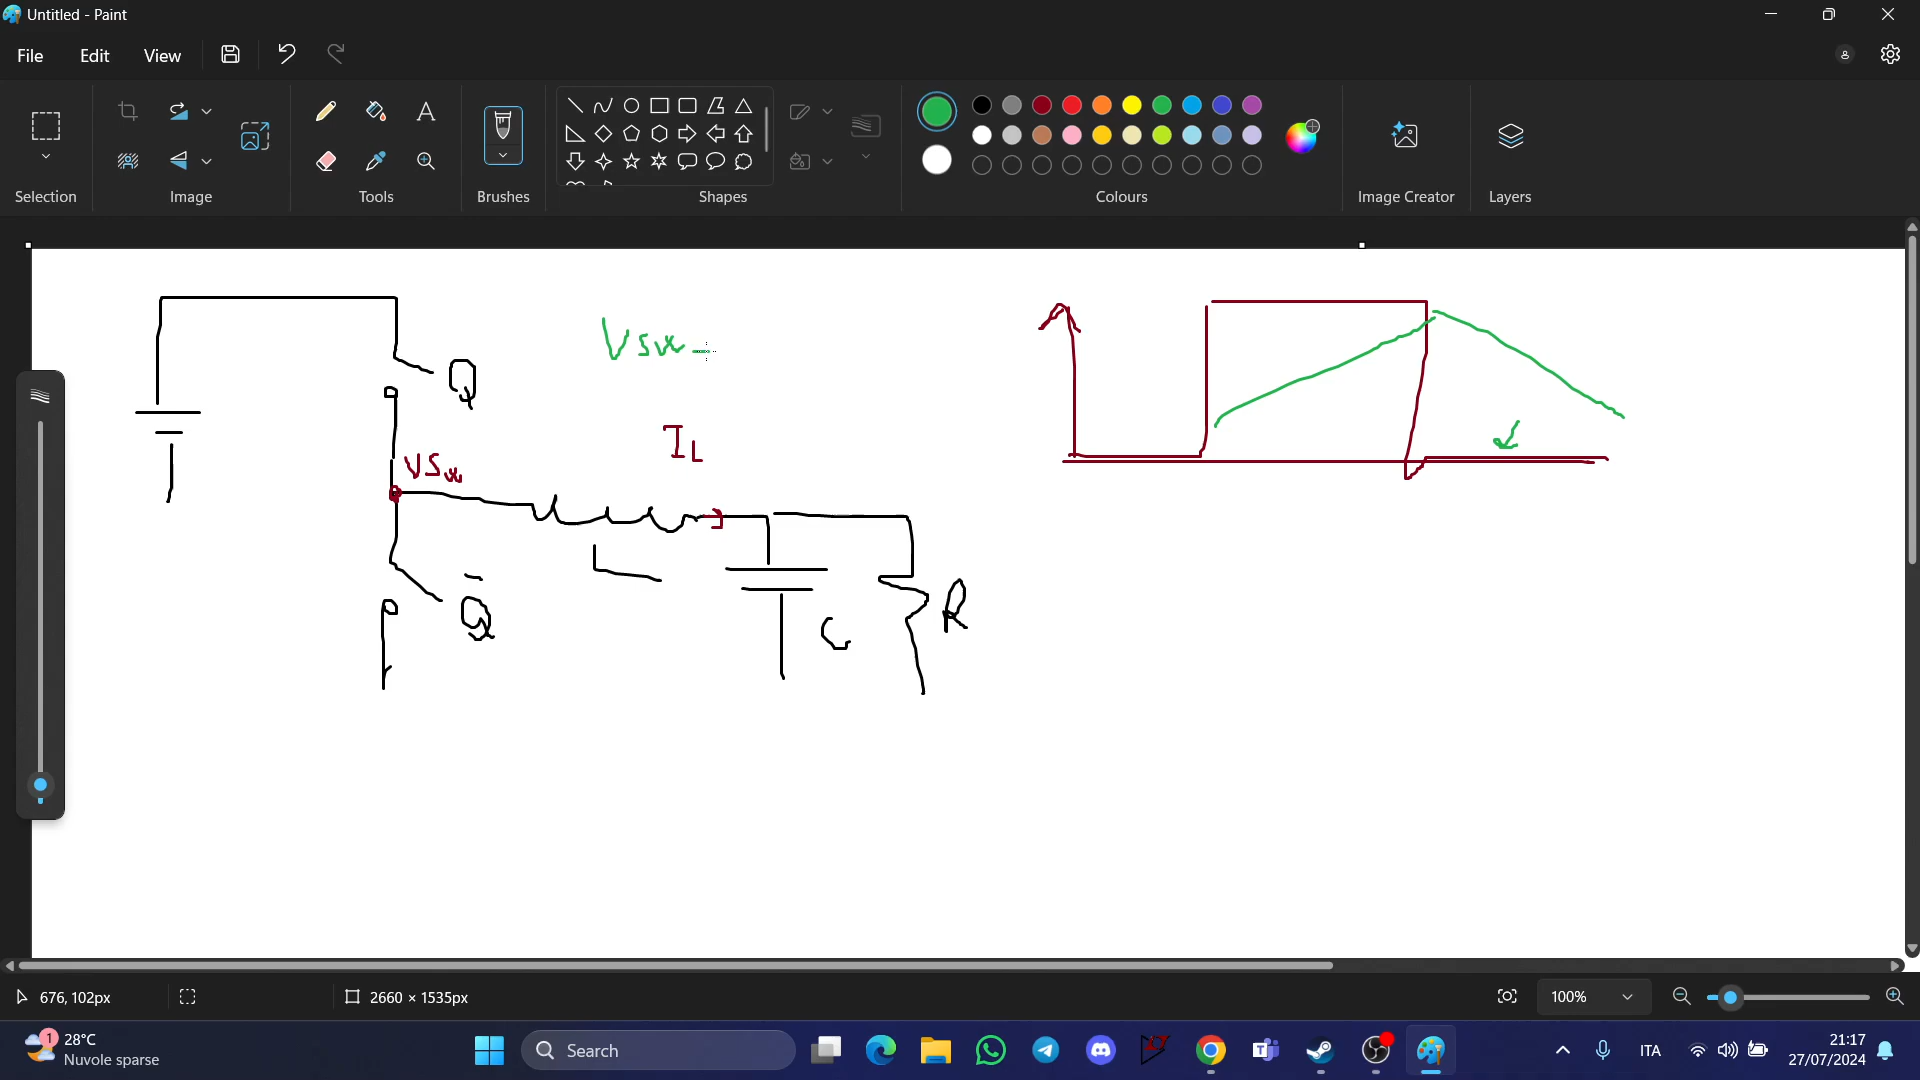 Untitled - Paint
File Edit View
Selection Image Tools Brushes Shapes Colours Image Creator Layers
Vsw -
Q
IL
VSw
Q̄
L
C
R
676, 102px
2660 × 1535px
100%
1
28°C
Nuvole sparse
Search
ITA
21:17
27/07/2024